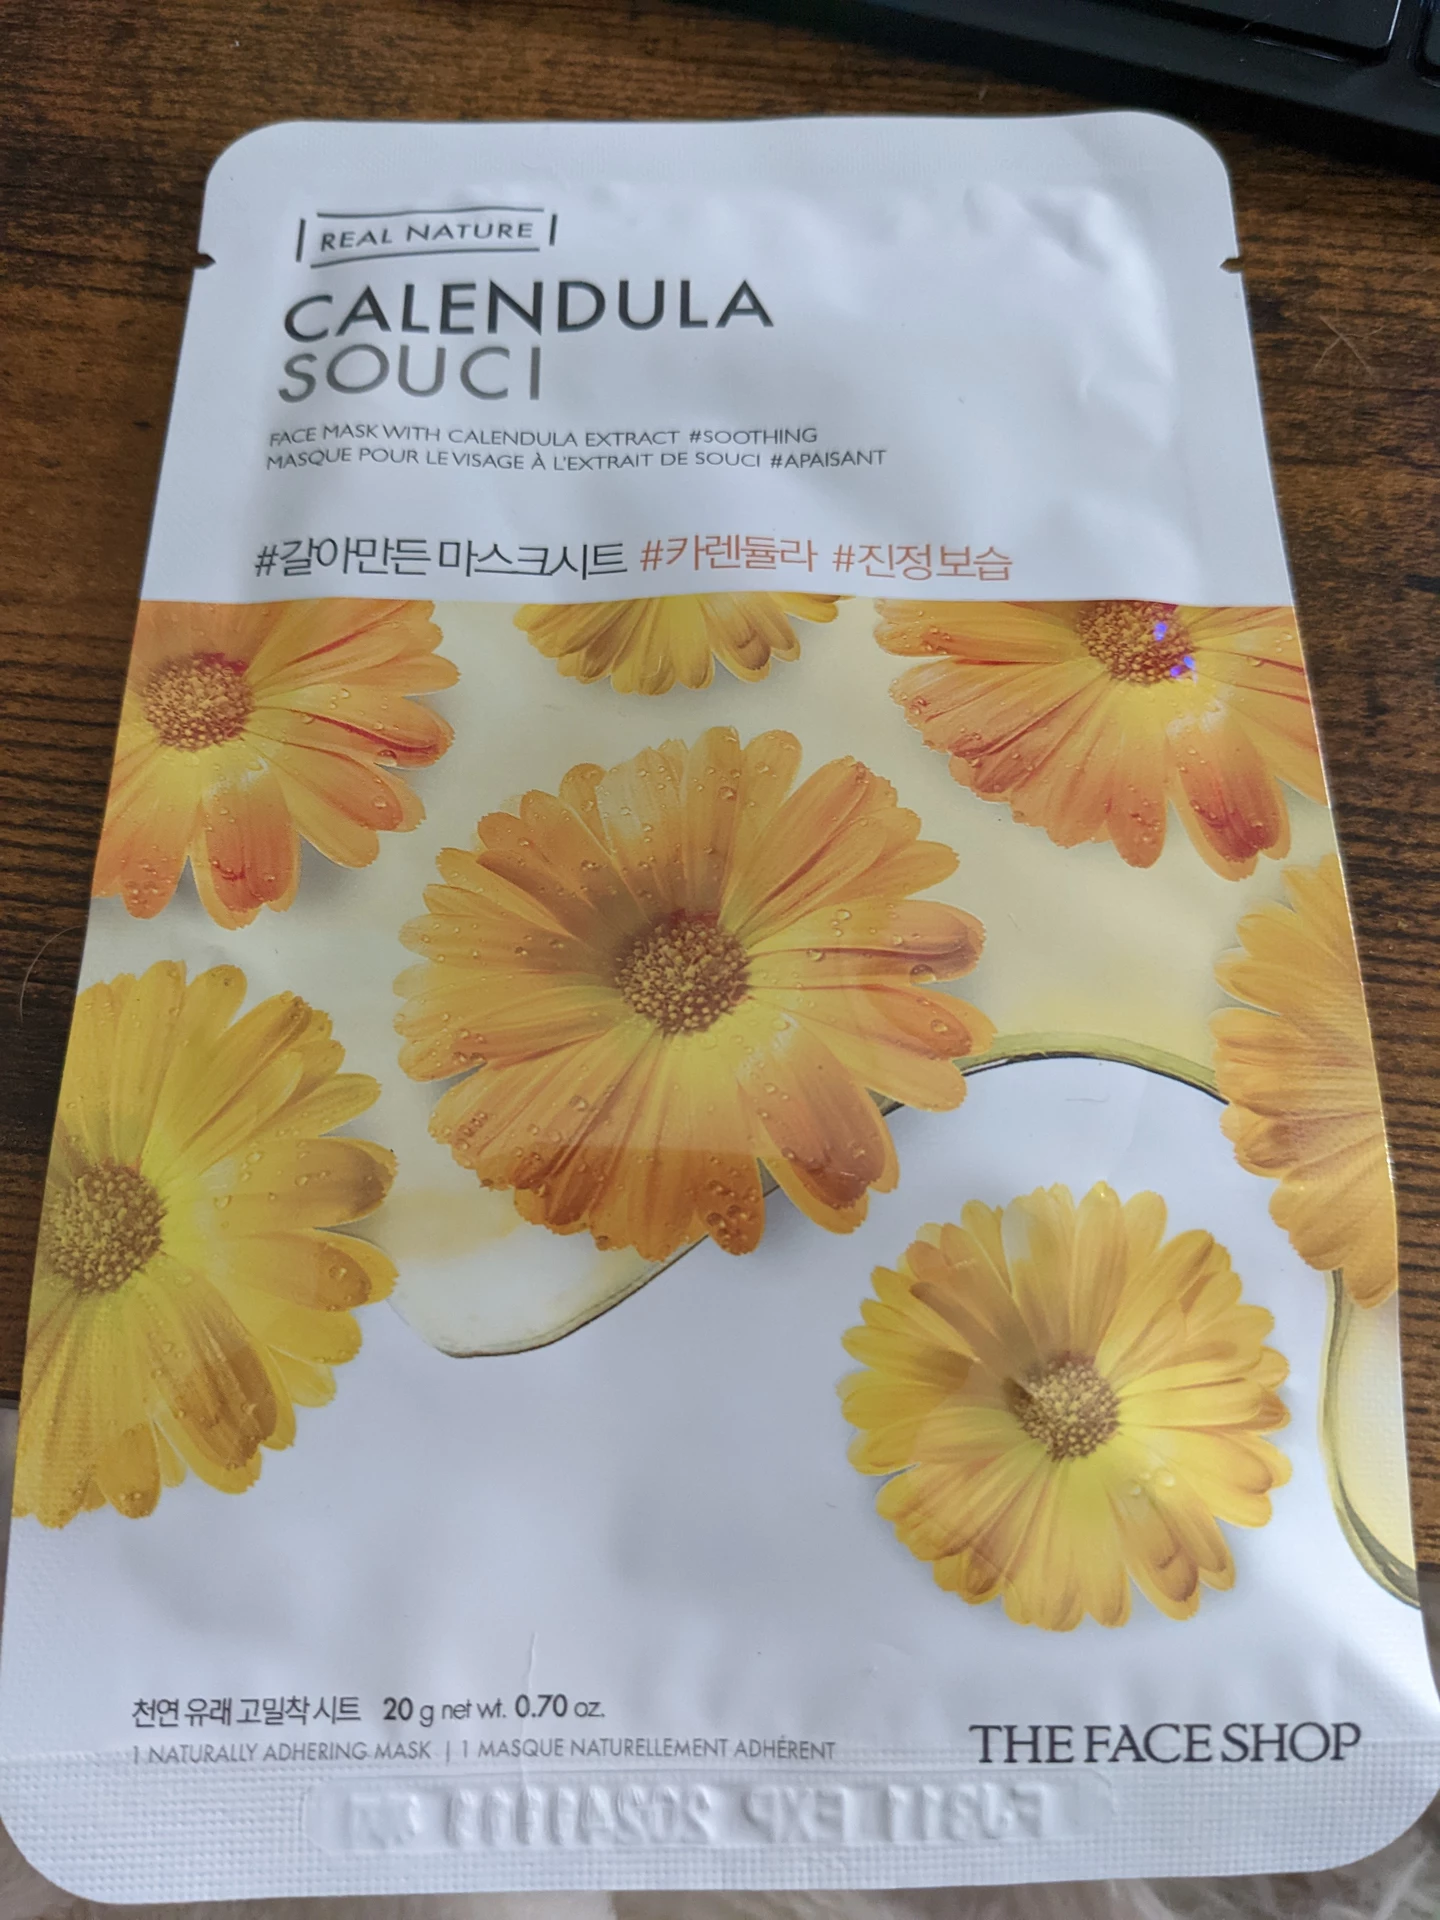 REAL NATURE
CALENDULA
SOUCI
FACE MASK WITH CALENDULA EXTRACT #SOOTHING
MASQUE POUR LE VISAGE À L'EXTRAIT DE SOUCI #APAISANT
#갈아만든 마스크시트 #카렌듈라 #진정보습
천연 유래 고밀착 시트 20 g net wt. 0.70 oz.
1 NATURALLY ADHERING MASK | 1 MASQUE NATURELLEMENT ADHÉRENT
THE FACE SHOP
EXP